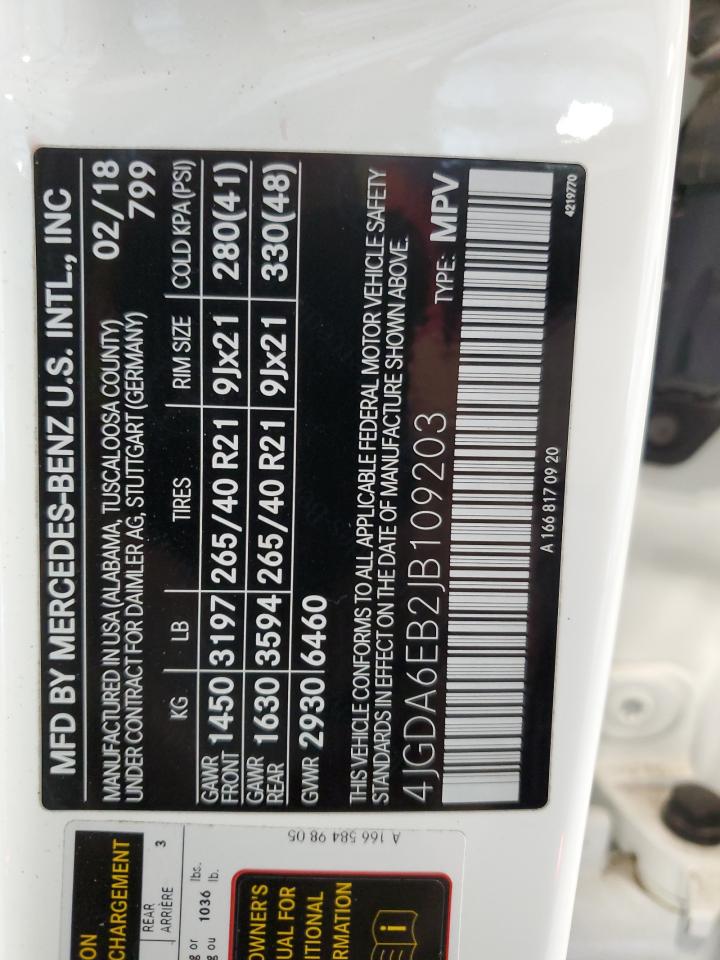 MFD BY MERCEDES-BENZ U.S. INTL., INC
MANUFACTURED IN USA (ALABAMA, TUSCALOOSA COUNTY) 02/18
UNDER CONTRACT FOR DAIMLER AG, STUTTGART (GERMANY) 799
KG LB TIRES RIM SIZE COLD KPA (PSI)
GAWR FRONT 1450 3197 265/40 R21 9Jx21 280(41)
GAWR REAR 1630 3594 265/40 R21 9Jx21 330(48)
GVWR 2930 6460
THIS VEHICLE CONFORMS TO ALL APPLICABLE FEDERAL MOTOR VEHICLE SAFETY
STANDARDS IN EFFECT ON THE DATE OF MANUFACTURE SHOWN ABOVE.
4JGDA6EB2JB109203 TYPE: MPV
A 166 817 09 20 4219770
ON
CHARGEMENT
REAR 3
ARRIÈRE
g or lbs.
g ou 1036 lb.
A 166 584 98 05
OWNER'S
UAL FOR
ITIONAL
RMATION
i